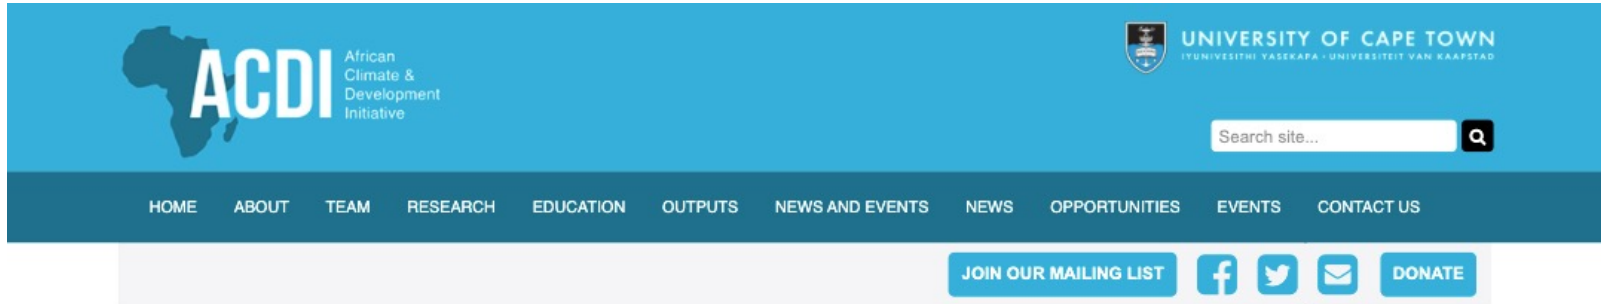 ACDI
African
Climate &
Development
Initiative
UNIVERSITY OF CAPE TOWN
IYUNIVESITHI YASEKAPA • UNIVERSITEIT VAN KAAPSTAD
Search site...
HOME ABOUT TEAM RESEARCH EDUCATION OUTPUTS NEWS AND EVENTS NEWS OPPORTUNITIES EVENTS CONTACT US
JOIN OUR MAILING LIST DONATE